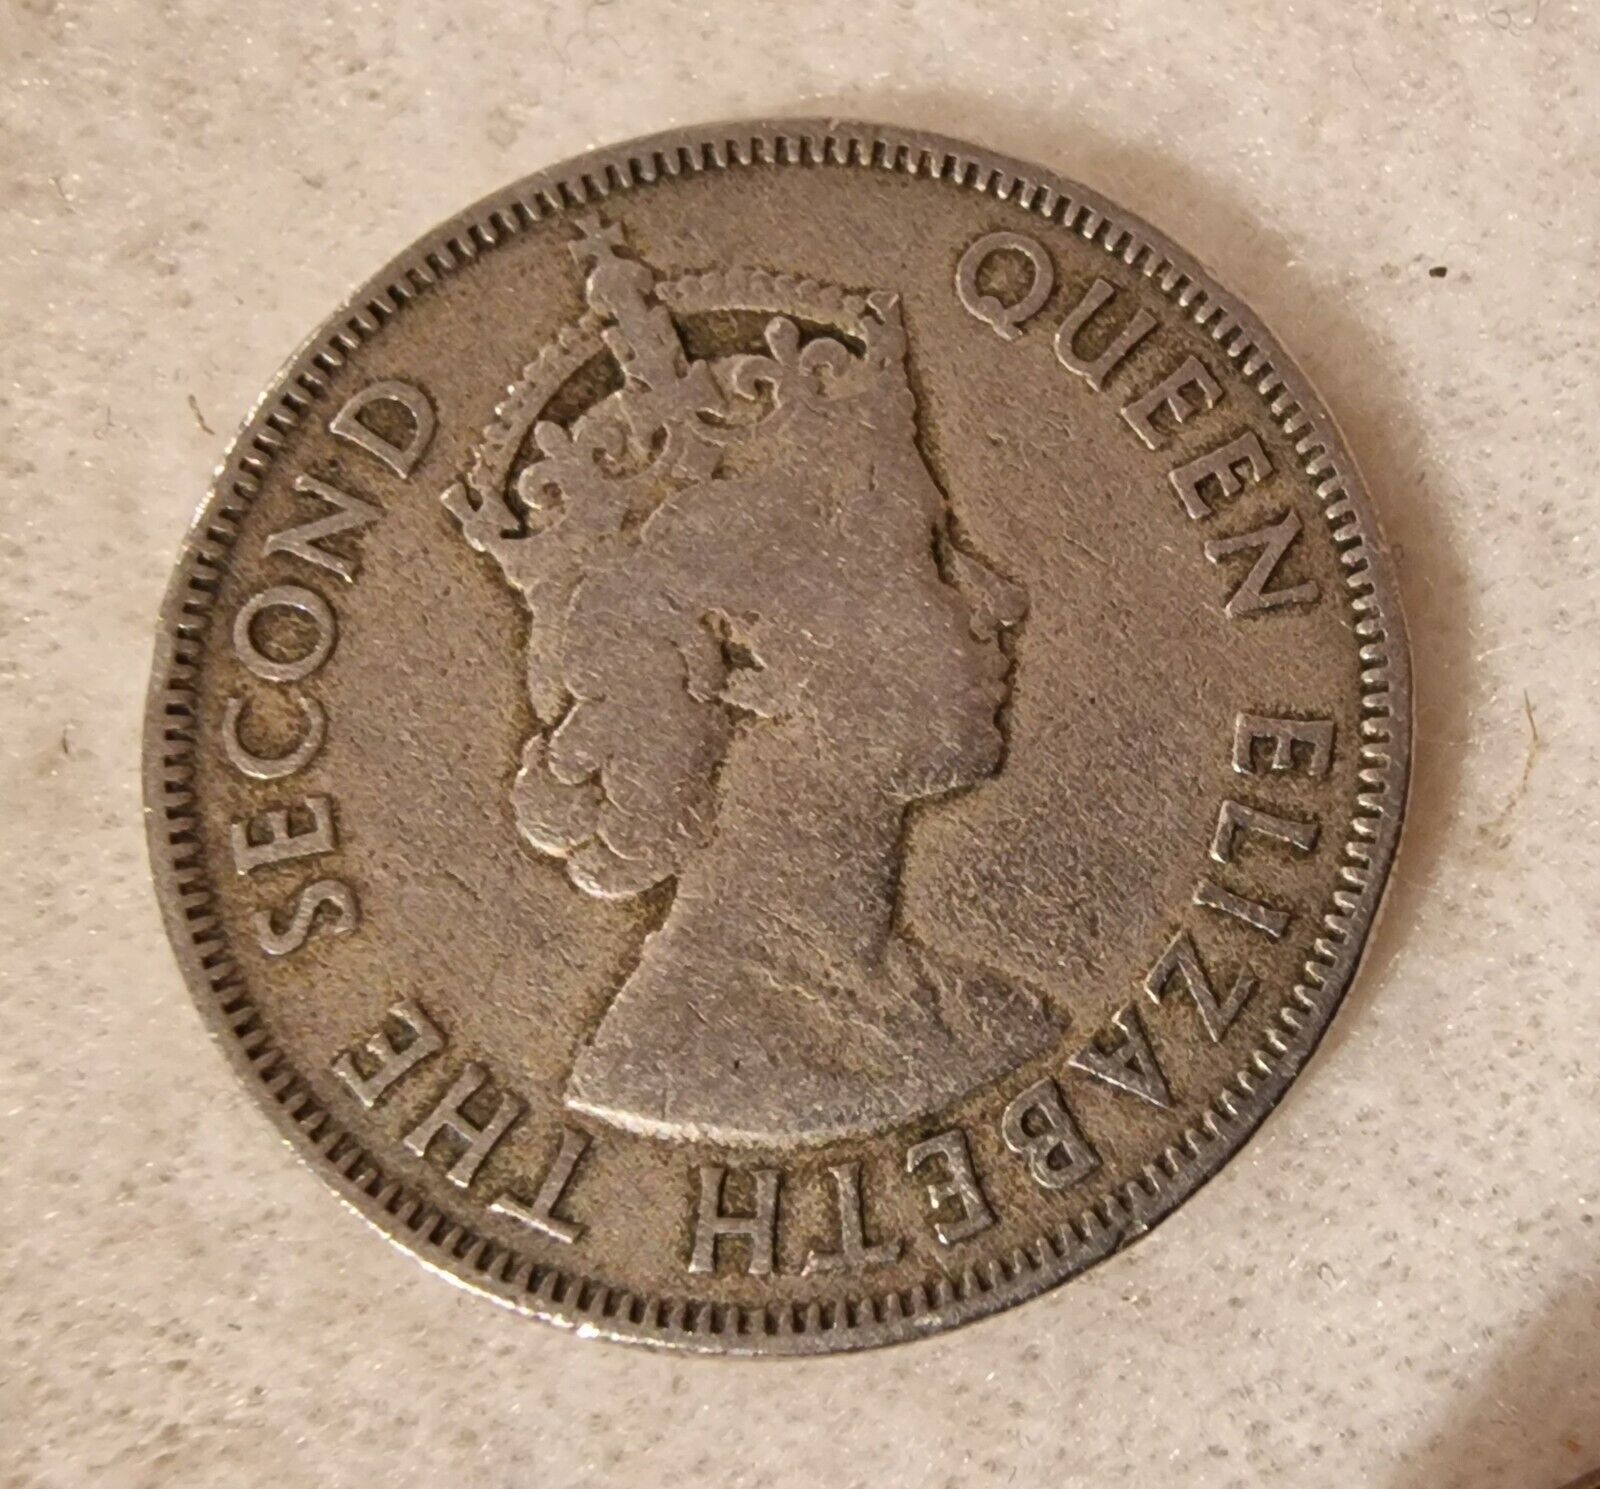 QUEEN ELIZABETH THE SECOND